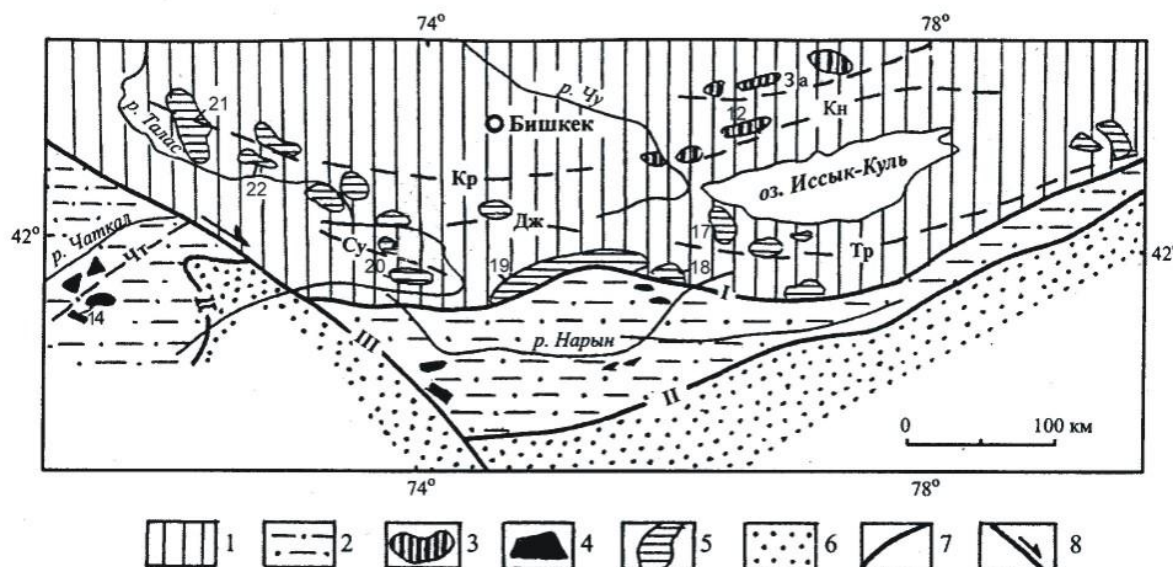 74° 78°
21
р. Талас
22
р. Чу
Бишкек
За
12
Кн
оз. Иссык-Куль
Кр
Дж
42°
р. Чаткал
Чт
14
II
Су
20
19
17
18
Тр
42°
I
р. Нарын
III
II
0 100 км
74° 78°
1 2 3 4 5 6 7 8